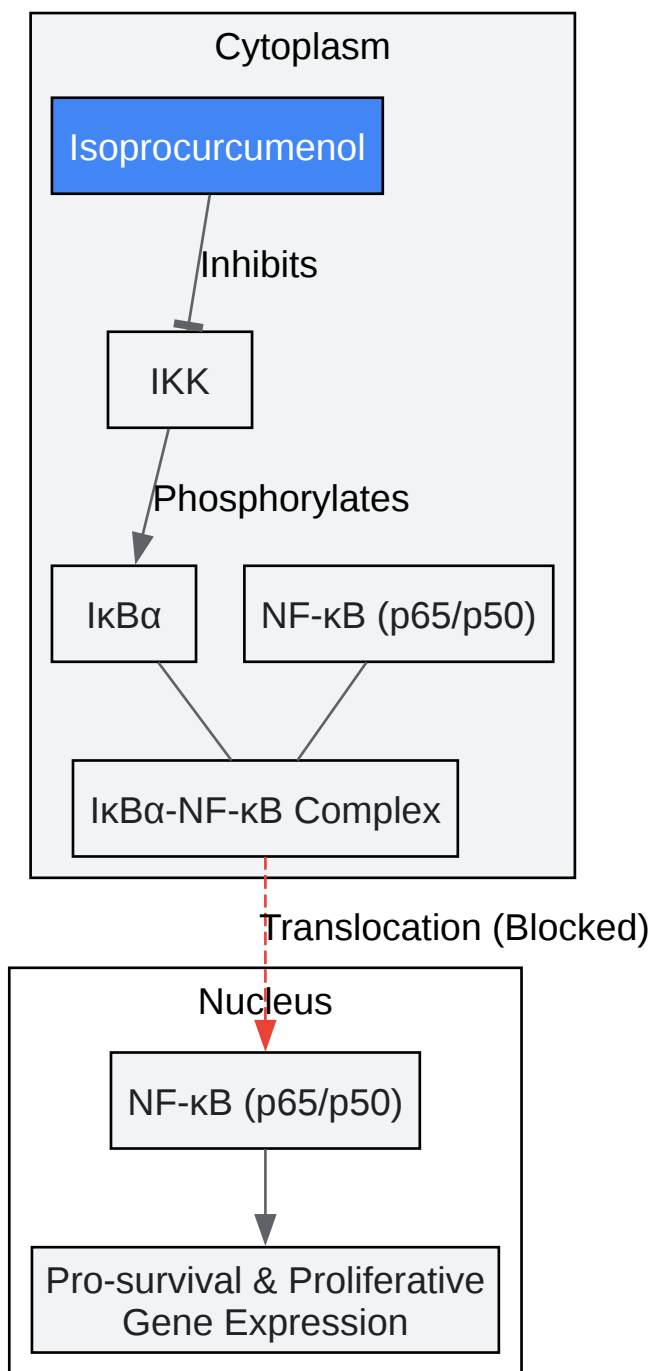 Cytoplasm
Isoprocurcumenol
Inhibits
IKK
Phosphorylates
IκBα
NF-κB (p65/p50)
IκBα-NF-κB Complex
Translocation (Blocked)
Nucleus
NF-κB (p65/p50)
Pro-survival & Proliferative
Gene Expression